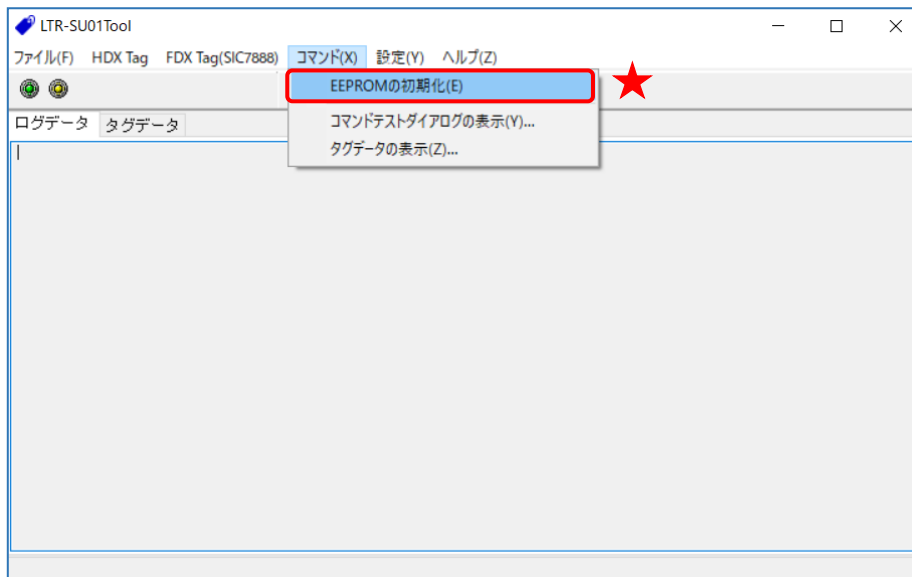 LTR-SU01Tool
ファイル(F) HDX Tag FDX Tag(SIC7888) コマンド(X) 設定(Y) ヘルプ(Z)
EEPROMの初期化(E)
コマンドテストダイアログの表示(Y)...
タグデータの表示(Z)...
ログデータ タグデータ